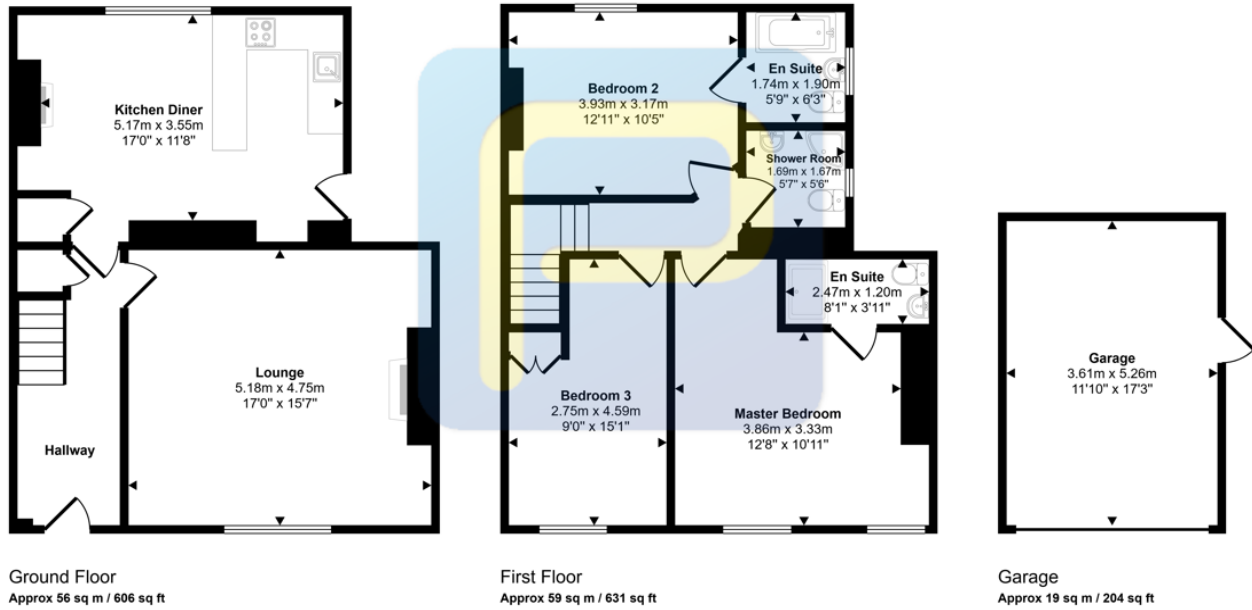 Kitchen Diner
5.17m x 3.55m
17'0" x 11'8"
Lounge
5.18m x 4.75m
17'0" x 15'7"
Hallway
Ground Floor
Approx 56 sq m / 606 sq ft
Bedroom 2
3.93m x 3.17m
12'11" x 10'5"
En Suite
1.74m x 1.90m
5'9" x 6'3"
Shower Room
1.69m x 1.67m
5'7" x 5'6"
En Suite
2.47m x 1.20m
8'1" x 3'11"
Bedroom 3
2.75m x 4.59m
9'0" x 15'1"
Master Bedroom
3.86m x 3.33m
12'8" x 10'11"
First Floor
Approx 59 sq m / 631 sq ft
Garage
3.61m x 5.26m
11'10" x 17'3"
Garage
Approx 19 sq m / 204 sq ft